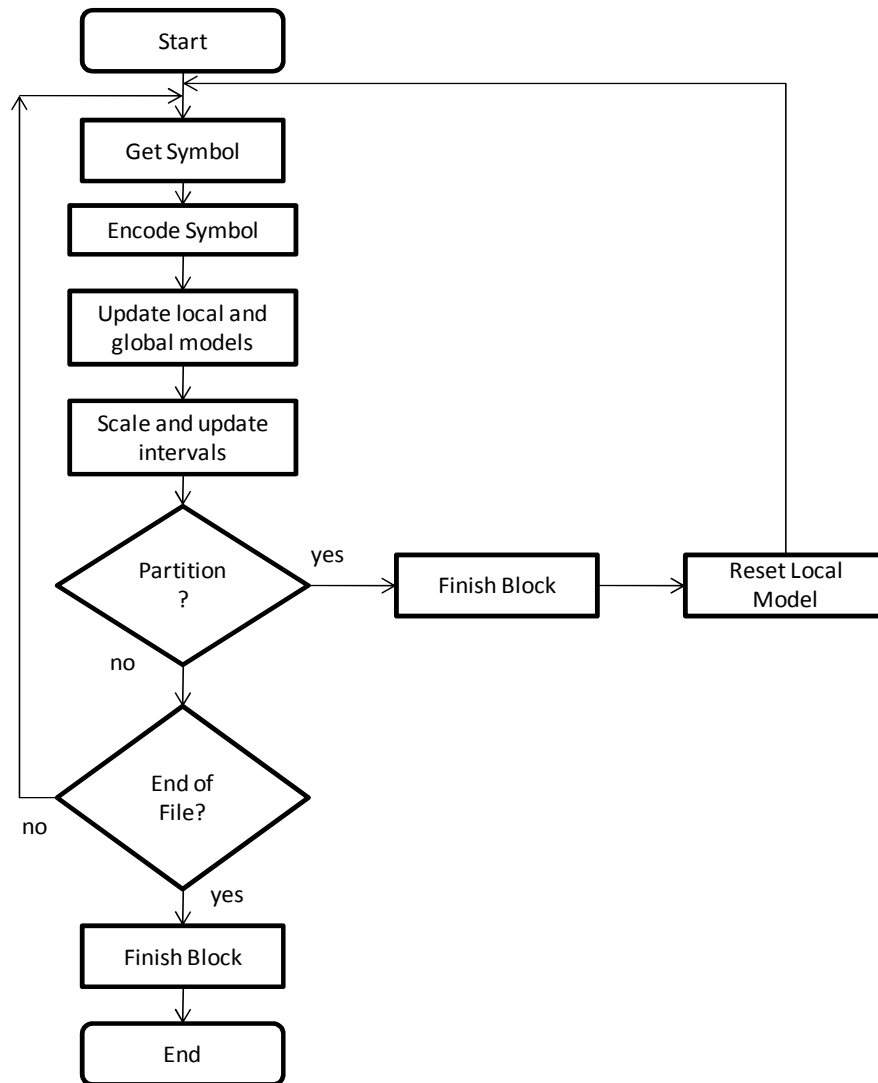 Start
Get Symbol
Encode Symbol
Update local and
global models
Scale and update
intervals
Partition
?
yes
Finish Block
Reset Local
Model
no
End of
File?
no
yes
Finish Block
End